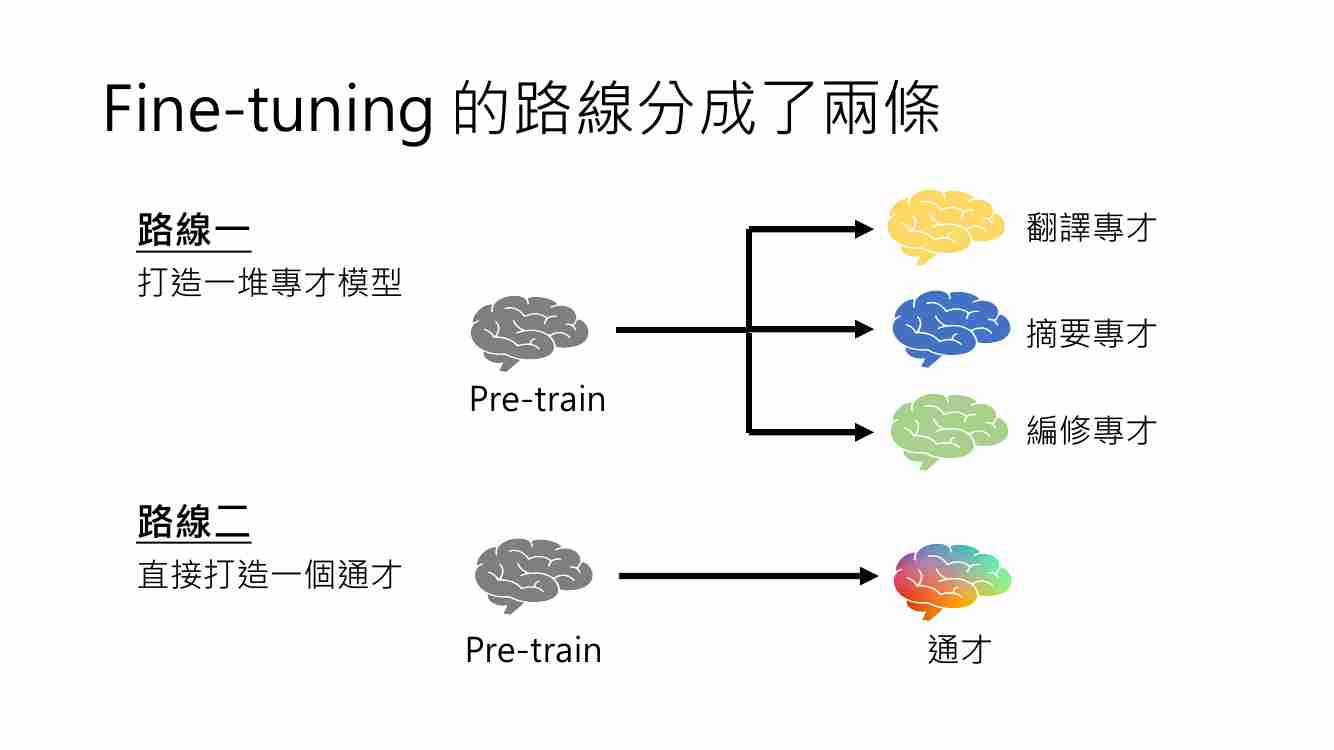 Fine-tuning 的路線分成了兩條
路線一
打造一堆專才模型
Pre-train
翻譯專才
摘要專才
編修專才
路線二
直接打造一個通才
Pre-train
通才